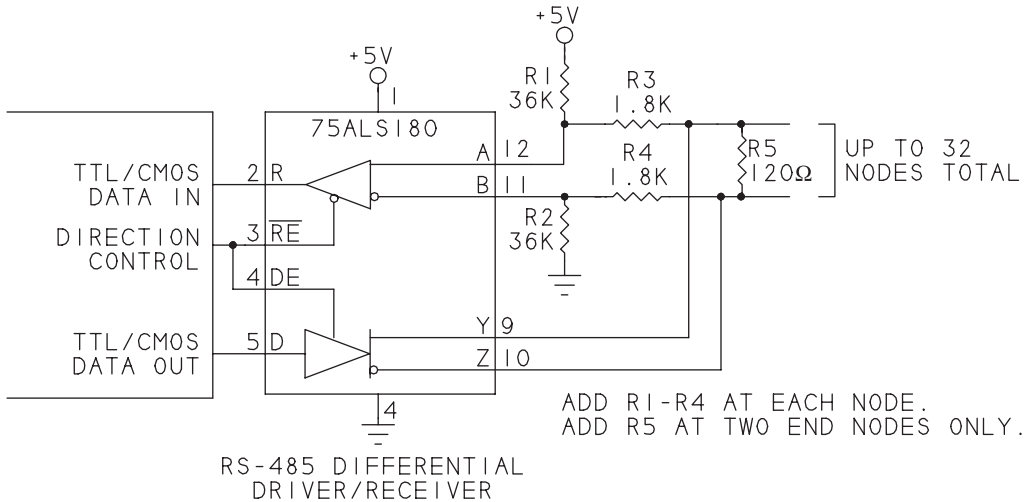 +5V
+5V
1
R1
36K
R3
1.8K
75ALS180
A 12
R4
1.8K
R5
120Ω
UP TO 32
NODES TOTAL
TTL/CMOS
DATA IN
2 R
B 11
R2
36K
DIRECTION
CONTROL
3 RE
4 DE
TTL/CMOS
DATA OUT
5 D
Y 9
Z 10
4
ADD R1-R4 AT EACH NODE.
ADD R5 AT TWO END NODES ONLY.
RS-485 DIFFERENTIAL
DRIVER/RECEIVER